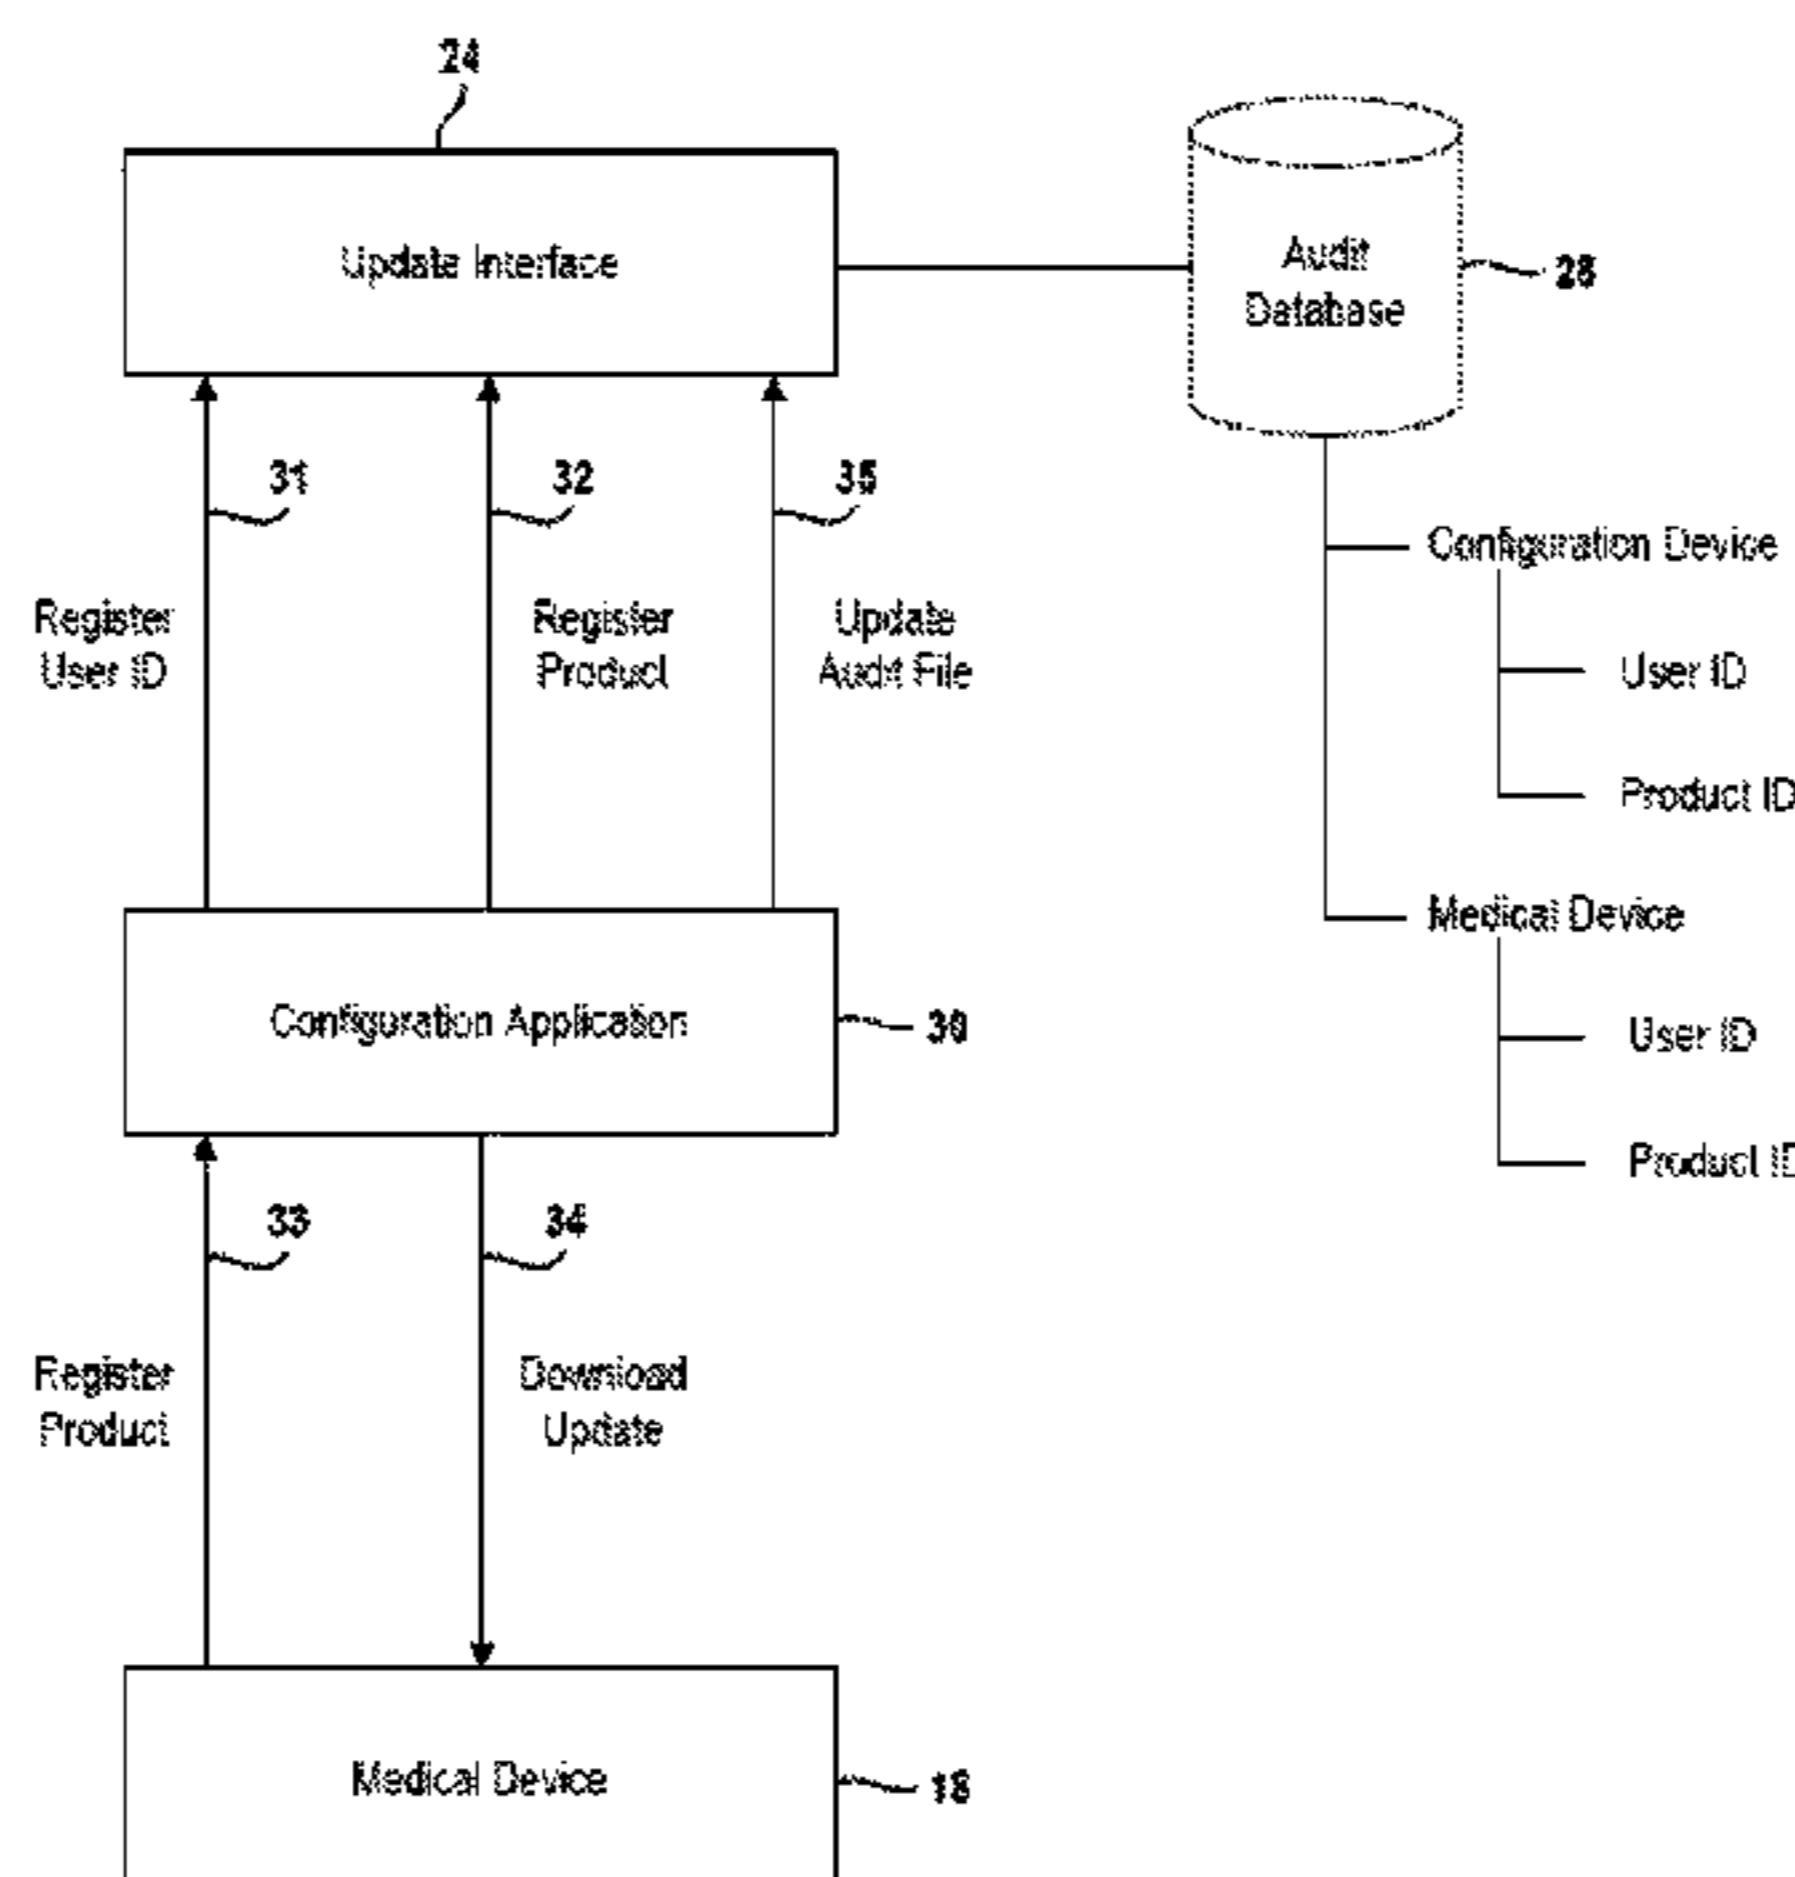 24
Update Interface
Audit
Database
31
32
35
Register
User ID
Register
Product
Update
Audit File
Configuration Device
User ID
Product ID
Configuration Application
30
Medical Device
User ID
Product ID
33
34
Register
Product
Download
Update
Medical Device
18